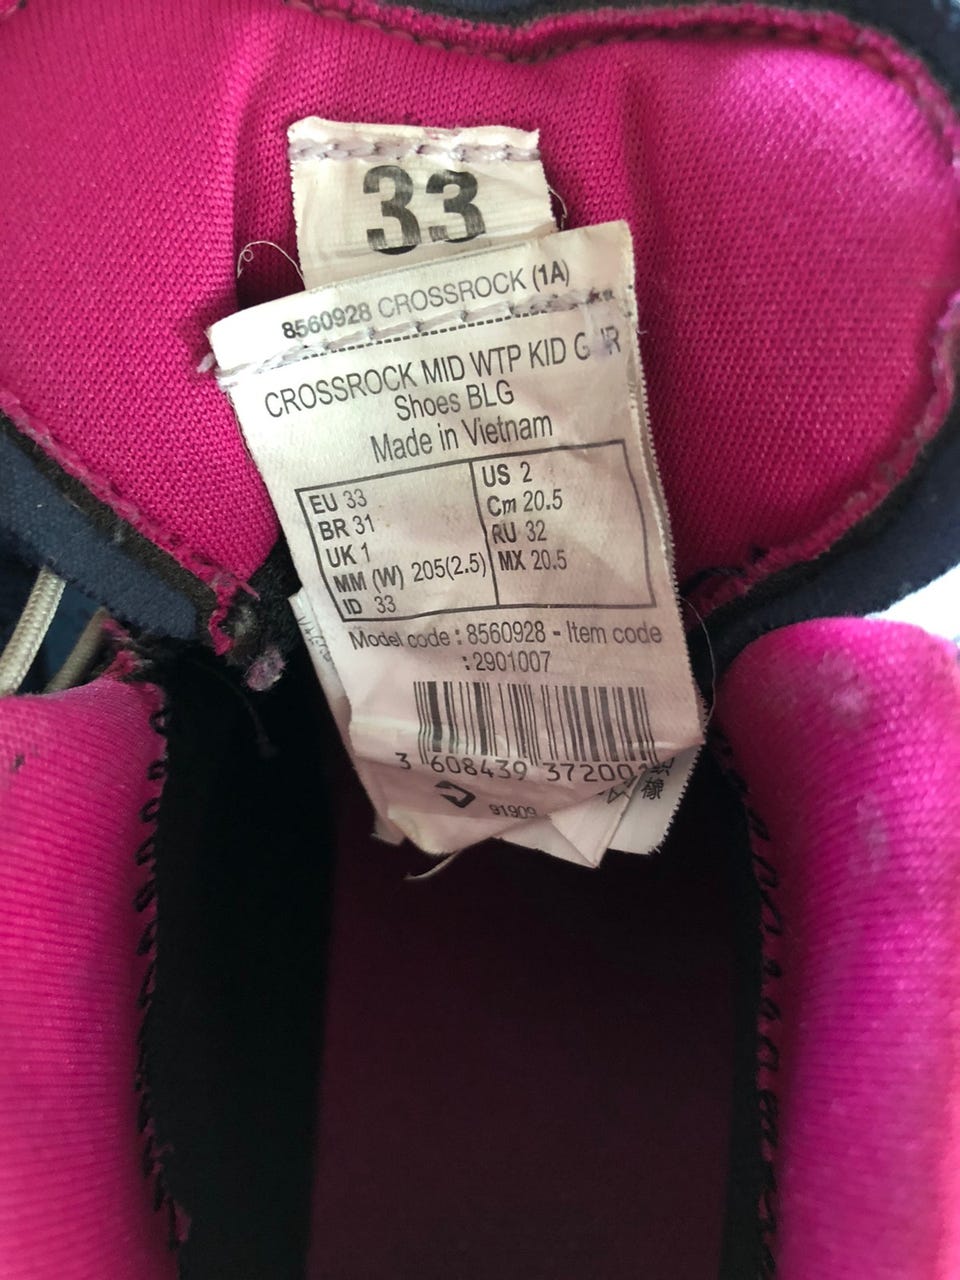 33
8560928 CROSSROCK (1A)
CROSSROCK MID WTP KID
Shoes BLG
Made in Vietnam
EU 33
BR 31
UK 1
MM (W) 205(2.5)
ID 33
US 2
Cm 20.5
RU 32
MX 20.5
Model code : 8560928 - Item code
: 2901007
3 608439 37200
91909
橡